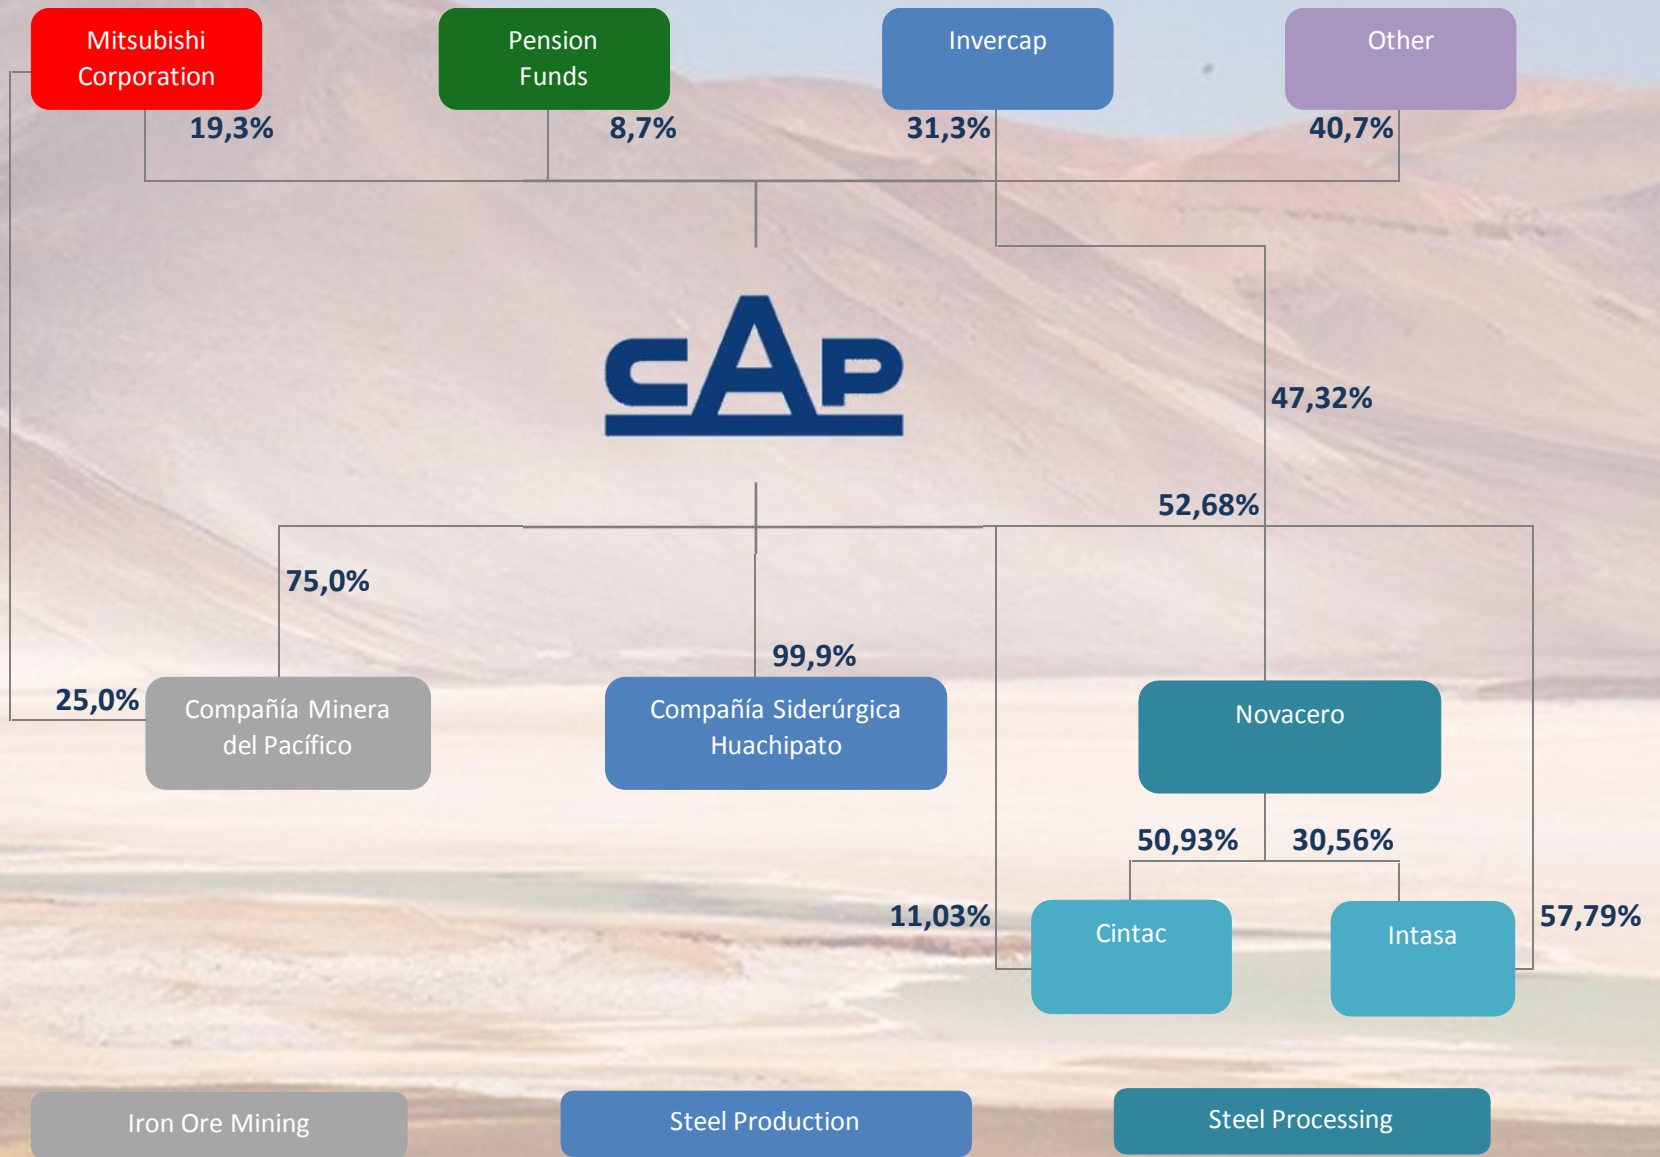 Mitsubishi
Corporation
Pension
Funds
Invercap
Other
19,3%
8,7%
31,3%
40,7%
CAP
47,32%
52,68%
75,0%
99,9%
25,0%
Compañía Minera
del Pacífico
Compañía Siderúrgica
Huachipato
Novacero
50,93%
30,56%
11,03%
Cintac
Intasa
57,79%
Iron Ore Mining
Steel Production
Steel Processing